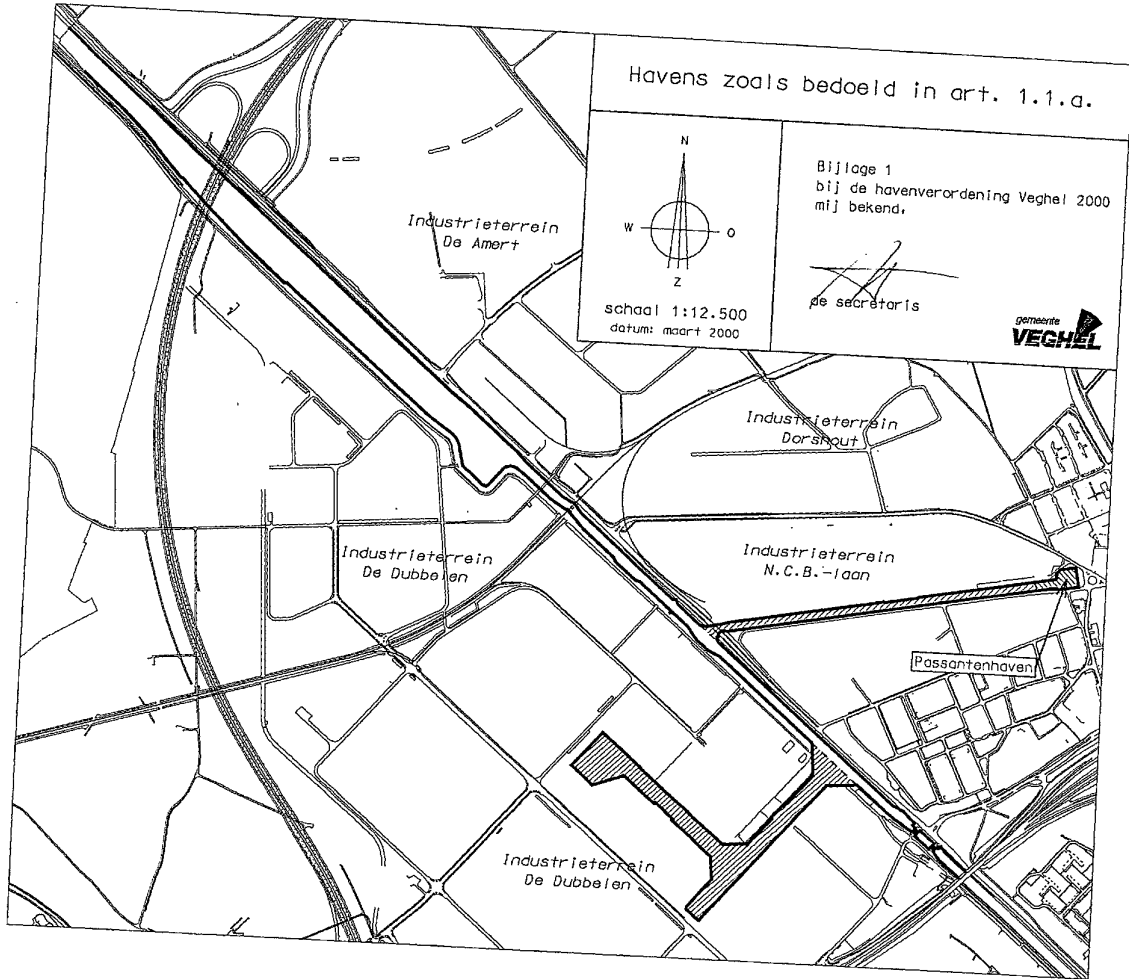 Havens zoals bedoeld in art. 1.1.a.
N
W
O
Z
schaal 1:12.500
datum: maart 2000
Bijlage 1
bij de havenverordening Veghel 2000
mij bekend,
de secretaris
gemeente
VEGHEL
Industrieterrein
De Amert
Industrieterrein
Dorshout
Industrieterrein
De Dubbelen
Industrieterrein
N.C.B.-laan
Passantenhaven
Industrieterrein
De Dubbelen